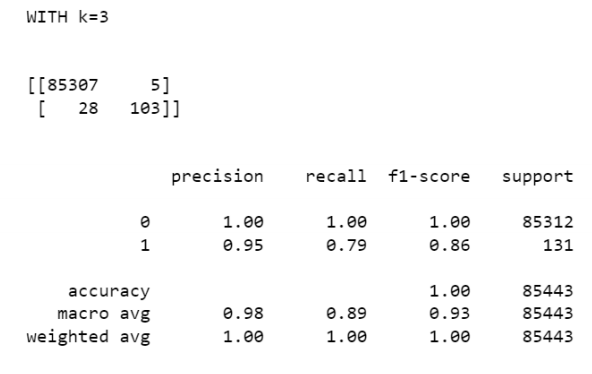 WITH k=3
[[85307     5]
 [   28   103]]
              precision    recall  f1-score   support
           0       1.00      1.00      1.00     85312
           1       0.95      0.79      0.86       131
    accuracy                           1.00     85443
   macro avg       0.98      0.89      0.93     85443
weighted avg       1.00      1.00      1.00     85443